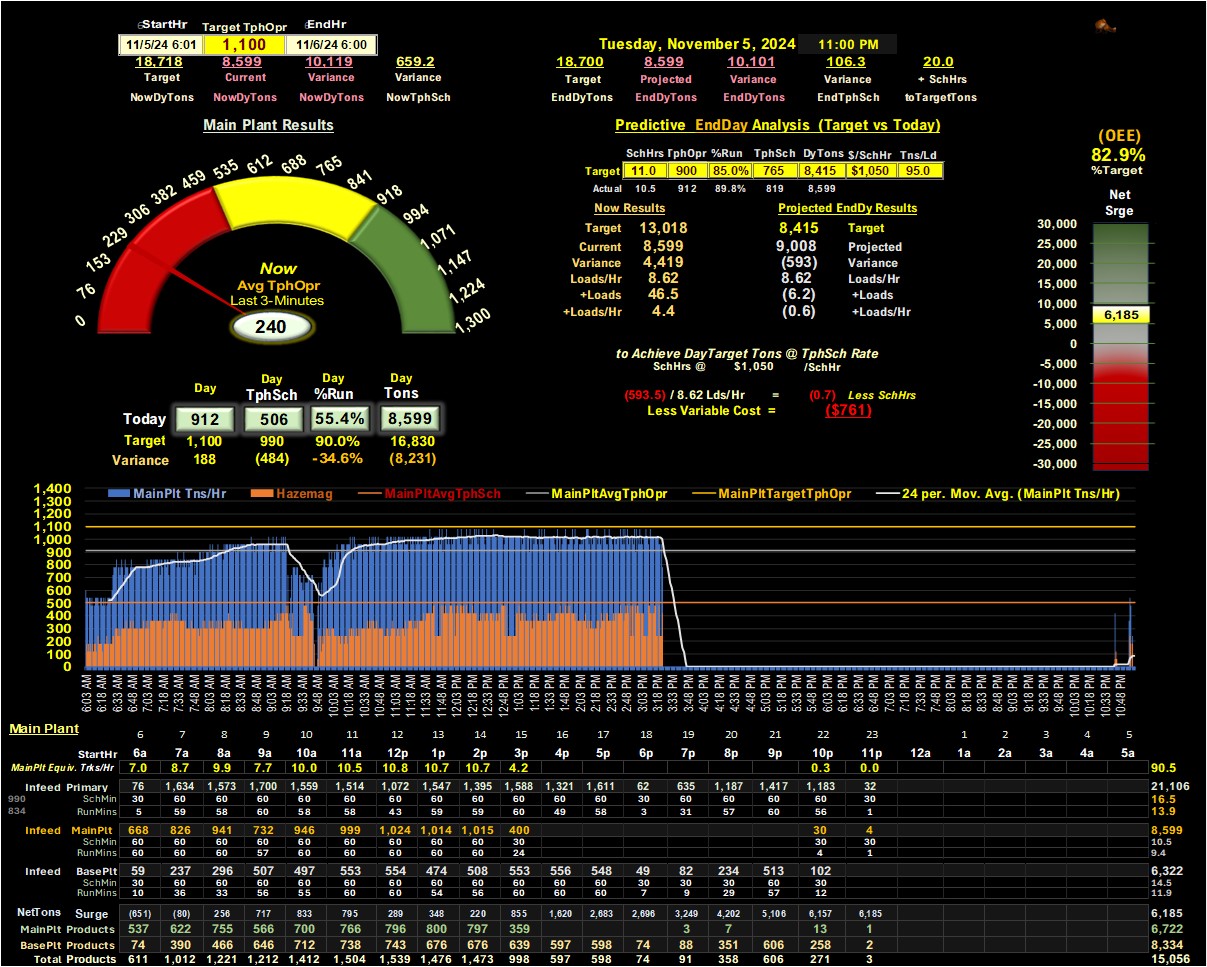 StartHr Target TphOpr EndHr
11/5/24 6:01 1,100 11/6/24 6:00
Tuesday, November 5, 2024 11:00 PM
18,718 8,599 10,119 659.2 18,700 8,599 10,101 106.3 20.0
Target Current Variance Variance Target Projected Variance Variance + SchHrs
NowDyTons NowDyTons NowDyTons NowTphSch EndDyTons EndDyTons EndDyTons EndTphSch toTargetTons
Main Plant Results
0 76 153 229 306 382 459 535 612 688 765 841 918 994 1,071 1,147 1,224 1,300
Now
Avg TphOpr
Last 3-Minutes
240
Day Day Day Day
TphSch %Run Tons
Today 912 506 55.4% 8,599
Target 1,100 990 90.0% 16,830
Variance 188 (484) -34.6% (8,231)
Predictive EndDay Analysis (Target vs Today)
SchHrs TphOpr %Run TphSch DyTons $/SchHr Tns/Ld
Target 11.0 900 85.0% 765 8,415 $1,050 95.0
Actual 10.5 912 89.8% 819 8,599
Now Results Projected EndDy Results
Target 13,018 8,415 Target
Current 8,599 9,008 Projected
Variance 4,419 (593) Variance
Loads/Hr 8.62 8.62 Loads/Hr
+Loads 46.5 (6.2) +Loads
+Loads/Hr 4.4 (0.6) +Loads/Hr
to Achieve DayTarget Tons @ TphSch Rate
SchHrs @ $1,050 /SchHr
(593.5) / 8.62 Lds/Hr = (0.7) Less SchHrs
Less Variable Cost = ($761)
(OEE)
82.9%
%Target
Net
Srge
30,000
25,000
20,000
15,000
10,000
6,185
5,000
0
-5,000
-10,000
-15,000
-20,000
-25,000
-30,000
MainPlt Tns/Hr Hazemag MainPltAvgTphSch MainPltAvgTphOpr MainPltTargetTphOpr 24 per. Mov. Avg. (MainPlt Tns/Hr)
1,400
1,300
1,200
1,100
1,000
900
800
700
600
500
400
300
200
100
0
6:03 AM 6:18 AM 6:33 AM 6:48 AM 7:03 AM 7:18 AM 7:33 AM 7:48 AM 8:03 AM 8:18 AM 8:33 AM 8:48 AM 9:03 AM 9:18 AM 9:33 AM 9:48 AM 10:03 AM 10:18 AM 10:33 AM 10:48 AM 11:03 AM 11:18 AM 11:33 AM 11:48 AM 12:03 PM 12:18 PM 12:33 PM 12:48 PM 1:03 PM 1:18 PM 1:33 PM 1:48 PM 2:03 PM 2:18 PM 2:33 PM 2:48 PM 3:03 PM 3:18 PM 3:33 PM 3:48 PM 4:03 PM 4:18 PM 4:33 PM 4:48 PM 5:03 PM 5:18 PM 5:33 PM 5:48 PM 6:03 PM 6:18 PM 6:33 PM 6:48 PM 7:03 PM 7:18 PM 7:33 PM 7:48 PM 8:03 PM 8:18 PM 8:33 PM 8:48 PM 9:03 PM 9:18 PM 9:33 PM 9:48 PM 10:03 PM 10:18 PM 10:33 PM 10:48 PM
Main Plant 6 7 8 9 10 11 12 13 14 15 16 17 18 19 20 21 22 23 1 2 3 4 5
StartHr 6a 7a 8a 9a 10a 11a 12p 1p 2p 3p 4p 5p 6p 7p 8p 9p 10p 11p 12a 1a 2a 3a 4a 5a
MainPlt Equiv. Trks/Hr 7.0 8.7 9.9 7.7 10.0 10.5 10.8 10.7 10.7 4.2 0.3 0.0 90.5
Infeed Primary 76 1,634 1,573 1,700 1,559 1,514 1,072 1,547 1,395 1,588 1,321 1,611 62 635 1,187 1,417 1,183 32 21,106
990 SchMin 30 60 60 60 60 60 60 60 60 60 60 60 30 60 60 60 60 30 16.5
834 RunMins 5 59 58 60 58 58 43 59 59 60 49 58 3 31 57 60 56 1 13.9
Infeed MainPlt 668 826 941 732 946 999 1,024 1,014 1,015 400 30 4 8,599
SchMin 30 60 60 60 60 60 60 60 60 30 30 30 10.5
RunMins 60 60 60 57 60 60 60 60 60 24 4 1 9.4
Infeed BasePlt 59 237 296 507 497 553 554 474 508 553 556 548 49 82 234 513 102 6,322
SchMin 30 60 60 60 60 60 60 60 60 60 60 60 30 30 30 60 30 14.5
RunMins 10 36 33 56 55 60 60 54 56 60 60 60 7 9 29 57 12 11.9
NetTons Surge (651) (80) 256 717 833 795 289 348 220 855 1,620 2,683 2,696 3,249 4,202 5,106 6,157 6,185 6,185
MainPlt Products 537 622 755 566 700 766 796 800 797 359 3 7 13 1 6,722
BasePlt Products 74 390 466 646 712 738 743 676 676 639 597 598 74 88 351 606 258 2 8,334
Total Products 611 1,012 1,221 1,212 1,412 1,504 1,539 1,476 1,473 998 597 598 74 91 358 606 271 3 15,056